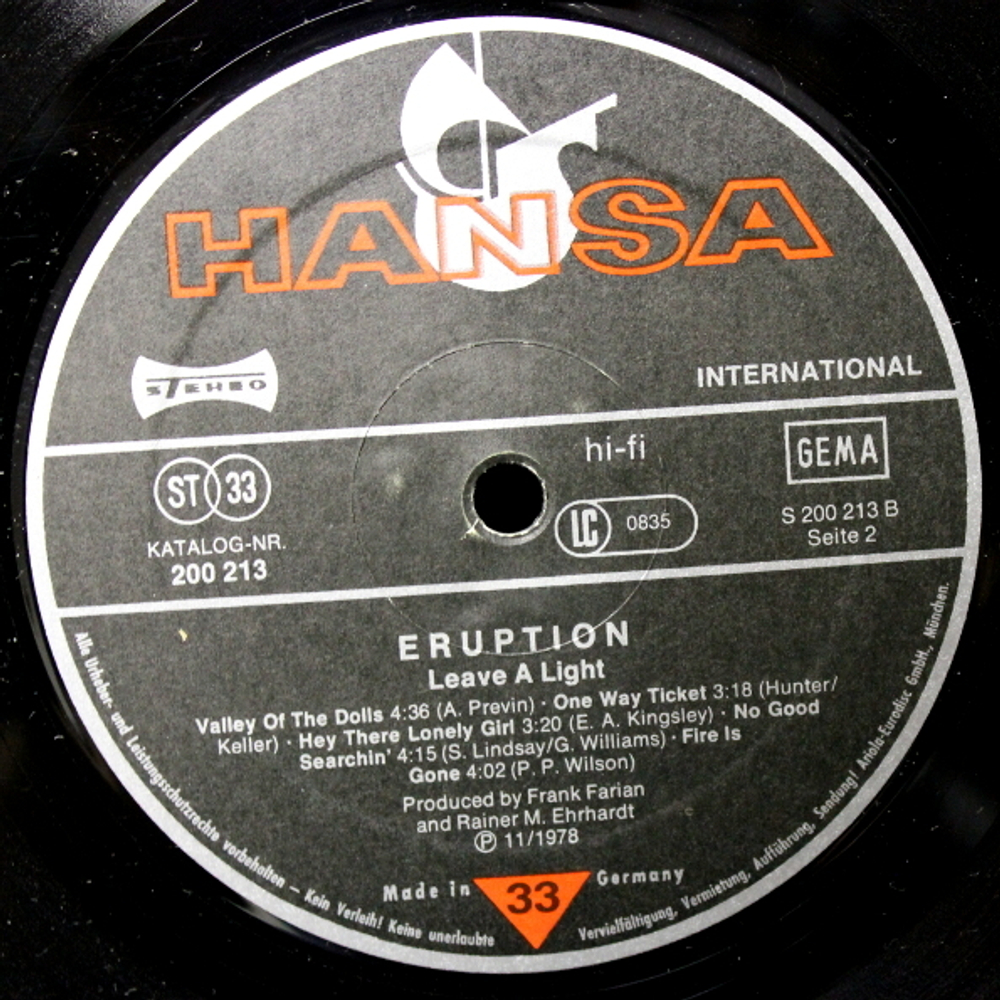 HANSA
STEREO
INTERNATIONAL
ST 33
hi-fi
GEMA
LC 0835
KATALOG-NR.
200 213
S 200 213 B
Seite 2
ERUPTION
Leave A Light
Valley Of The Dolls 4:36 (A. Previn) · One Way Ticket 3:18 (Hunter/
Keller) · Hey There Lonely Girl 3:20 (E. A. Kingsley) · No Good
Searchin' 4:15 (S. Lindsay/G. Williams) · Fire Is
Gone 4:02 (P. P. Wilson)
Produced by Frank Farian
and Rainer M. Ehrhardt
Ⓟ 11/1978
Made in 33 Germany
Alle Urheber- und Leistungsschutzrechte vorbehalten – Kein Verleih! Keine unerlaubte Vervielfältigung, Vermietung, Aufführung, Sendung! Ariola-Eurodisc GmbH., München.